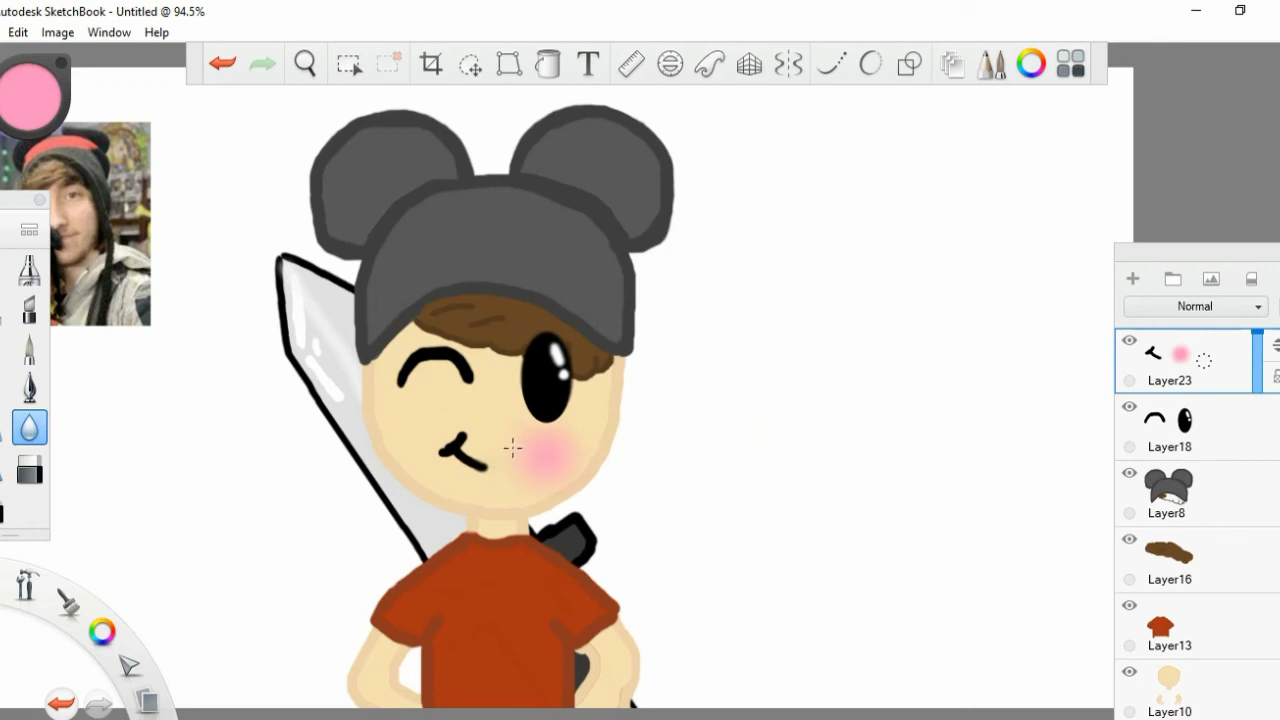 utodesk SketchBook - Untitled @ 94.5%
Edit Image Window Help
T
Normal
Layer23
Layer18
Layer8
Layer16
Layer13
Layer10